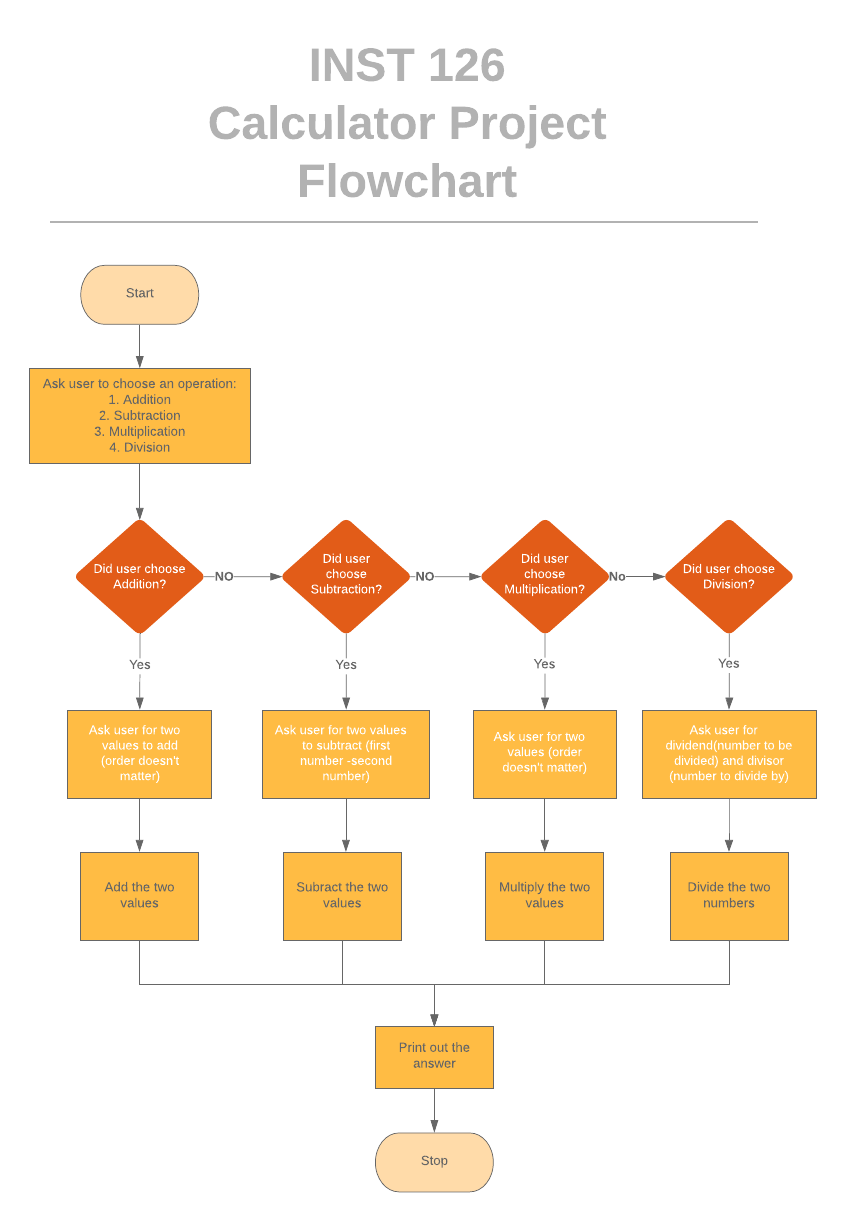 INST 126
Calculator Project
Flowchart
Start
Ask user to choose an operation:
1. Addition
2. Subtraction
3. Multiplication
4. Division
Did user choose
Addition?
NO
Did user
choose
Subtraction?
NO
Did user
choose
Multiplication?
No
Did user choose
Division?
Yes
Yes
Yes
Yes
Ask user for two
values to add
(order doesn't
matter)
Ask user for two values
to subtract (first
number -second
number)
Ask user for two
values (order
doesn't matter)
Ask user for
dividend(number to be
divided) and divisor
(number to divide by)
Add the two
values
Subract the two
values
Multiply the two
values
Divide the two
numbers
Print out the
answer
Stop